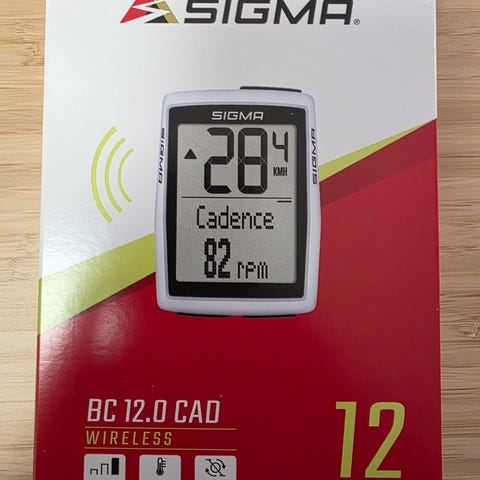 SIGMA
SIGMA
SIGMA
SIGMA
28 4
KMH
Cadence
82 rpm
BC 12.0 CAD
WIRELESS
12